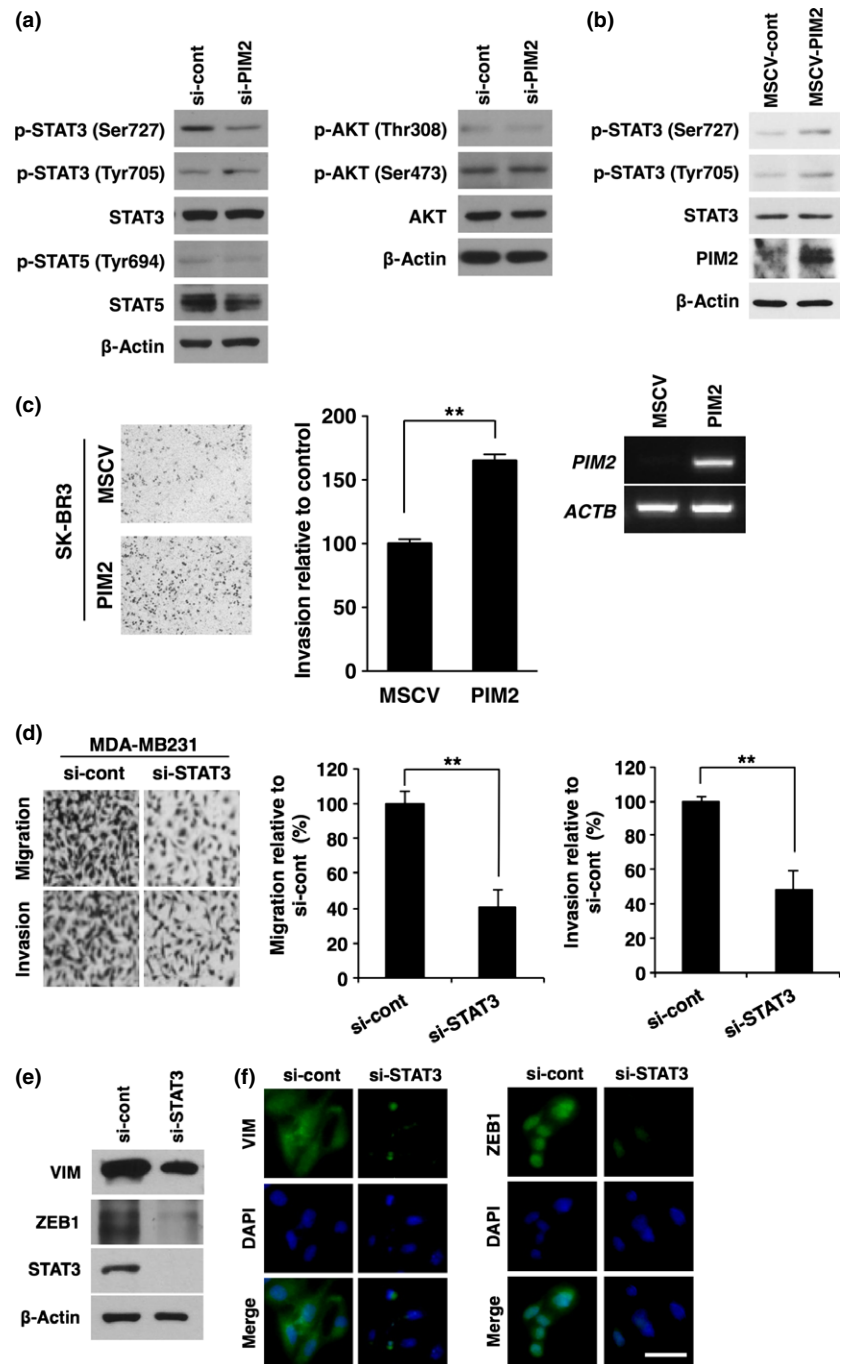 (a)
si-cont
si-PIM2
p-STAT3 (Ser727)
p-STAT3 (Tyr705)
STAT3
p-STAT5 (Tyr694)
STAT5
β-Actin
si-cont
si-PIM2
p-AKT (Thr308)
p-AKT (Ser473)
AKT
β-Actin
(b)
MSCV-cont
MSCV-PIM2
p-STAT3 (Ser727)
p-STAT3 (Tyr705)
STAT3
PIM2
β-Actin
(c)
SK-BR3
MSCV
PIM2
Invasion relative to control
200
150
100
50
0
**
MSCV
PIM2
MSCV
PIM2
PIM2
ACTB
(d)
MDA-MB231
si-cont
si-STAT3
Migration
Invasion
Migration relative to
si-cont (%)
120
100
80
60
40
20
0
**
si-cont
si-STAT3
Invasion relative to
si-cont (%)
120
100
80
60
40
20
0
**
si-cont
si-STAT3
(e)
si-cont
si-STAT3
VIM
ZEB1
STAT3
β-Actin
(f)
si-cont
si-STAT3
VIM
DAPI
Merge
si-cont
si-STAT3
ZEB1
DAPI
Merge